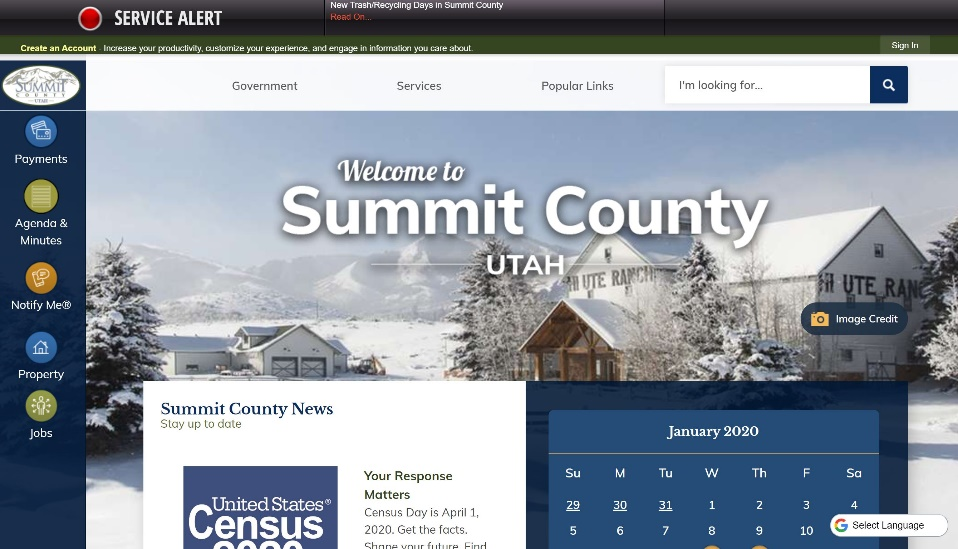 SERVICE ALERT
New Trash/Recycling Days in Summit County
Read On...
Create an Account - Increase your productivity, customize your experience, and engage in information you care about.
Sign In
SUMMIT
COUNTY
UTAH
Government
Services
Popular Links
I'm looking for...
Payments
Agenda &
Minutes
Notify Me®
Property
Jobs
Welcome to
Summit County
UTAH
UTE RANCH
UTE RAN
Image Credit
Summit County News
Stay up to date
United States®
Census
2020
Your Response
Matters
Census Day is April 1,
2020. Get the facts.
Shape your future. Find
January 2020
Su M Tu W Th F Sa
29 30 31 1 2 3 4
5 6 7 8 9 10
Select Language